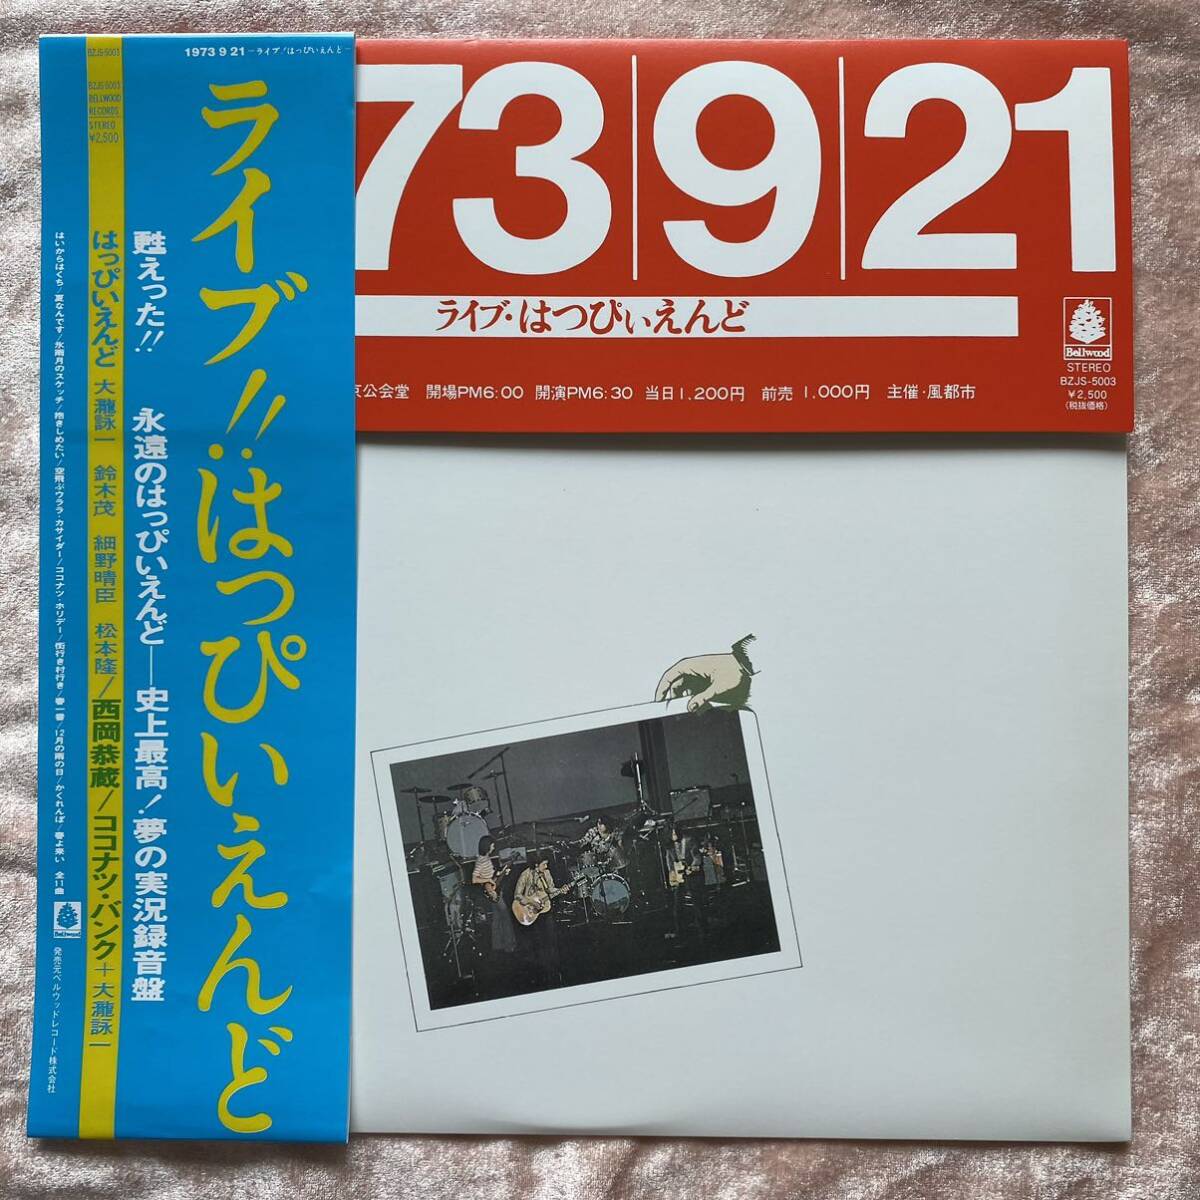 BZJS-5003
1973 9 21 —ライブ!はっぴいえんど—
BZJS-5003
BELLWOOD
RECORDS
STEREO
¥2,500
ライブ!!はっぴいえんど
甦えった!! 永遠のはっぴいえんど——史上最高!夢の実況録音盤
はっぴいえんど 大瀧詠一 鈴木茂 細野晴臣 松本隆/西岡恭蔵/ココナツ・バンク+大瀧詠一
はいからはくち/夏なんです/氷雨月のスケッチ/抱きしめたい/空飛ぶウララ・カサイダー/ココナツ・ホリデー/街行き村行き/春一番/12月の雨の日/かくれんぼ/春よ来い 全11曲
Bellwood
発売元ベルウッドレコード株式会社
73|9|21
ライブ・はつぴいえんど
京公会堂 開場PM6:00 開演PM6:30 当日1,200円 前売 1,000円 主催・風都市
Bellwood
STEREO
BZJS-5003
¥2,500
(税抜価格)